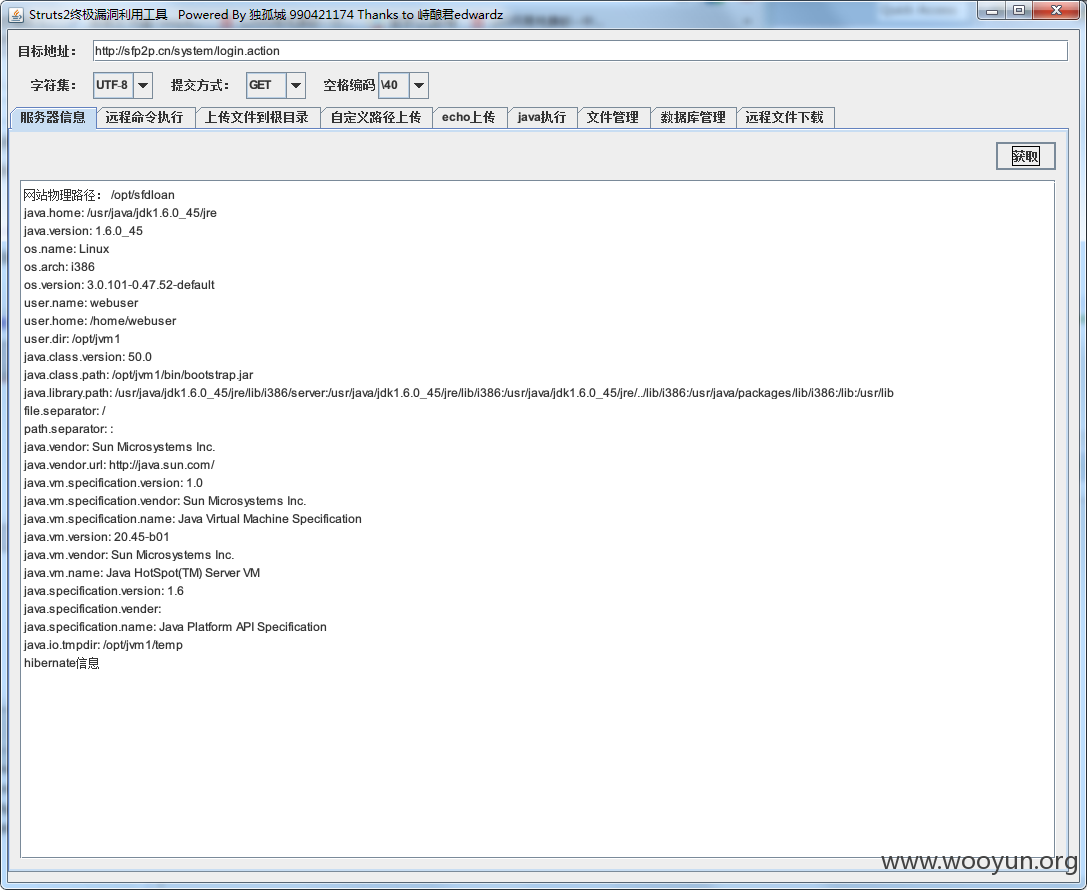 Struts2终极漏洞利用工具 Powered By 独孤城 990421174 Thanks to 峙酿君edwardz
目标地址： http://sfp2p.cn/system/login.action
字符集： UTF-8 提交方式： GET 空格编码 \40
服务器信息 远程命令执行 上传文件到根目录 自定义路径上传 echo上传 java执行 文件管理 数据库管理 远程文件下载
获取
网站物理路径： /opt/sfdloan
java.home: /usr/java/jdk1.6.0_45/jre
java.version: 1.6.0_45
os.name: Linux
os.arch: i386
os.version: 3.0.101-0.47.52-default
user.name: webuser
user.home: /home/webuser
user.dir: /opt/jvm1
java.class.version: 50.0
java.class.path: /opt/jvm1/bin/bootstrap.jar
java.library.path: /usr/java/jdk1.6.0_45/jre/lib/i386/server:/usr/java/jdk1.6.0_45/jre/lib/i386:/usr/java/jdk1.6.0_45/jre/../lib/i386:/usr/java/packages/lib/i386:/lib:/usr/lib
file.separator: /
path.separator: :
java.vendor: Sun Microsystems Inc.
java.vendor.url: http://java.sun.com/
java.vm.specification.version: 1.0
java.vm.specification.vendor: Sun Microsystems Inc.
java.vm.specification.name: Java Virtual Machine Specification
java.vm.version: 20.45-b01
java.vm.vendor: Sun Microsystems Inc.
java.vm.name: Java HotSpot(TM) Server VM
java.specification.version: 1.6
java.specification.vender:
java.specification.name: Java Platform API Specification
java.io.tmpdir: /opt/jvm1/temp
hibernate信息
www.wooyun.org